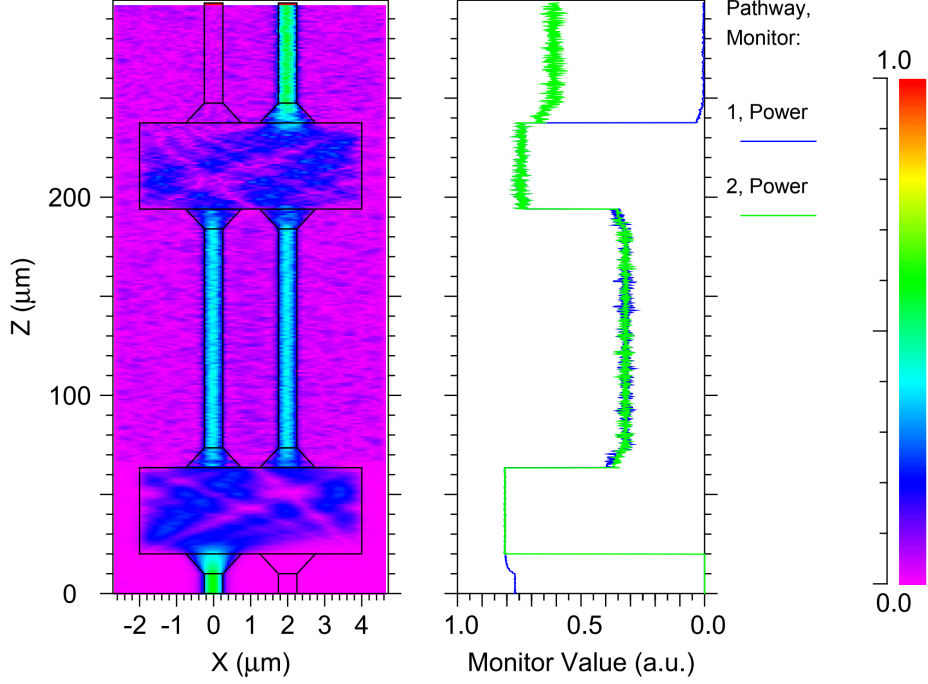 Pathway,
Monitor:
1.0
1, Power
2, Power
0.0
200
100
0
Z (μm)
-2 -1 0 1 2 3 4
X (μm)
1.0 0.5 0.0
Monitor Value (a.u.)